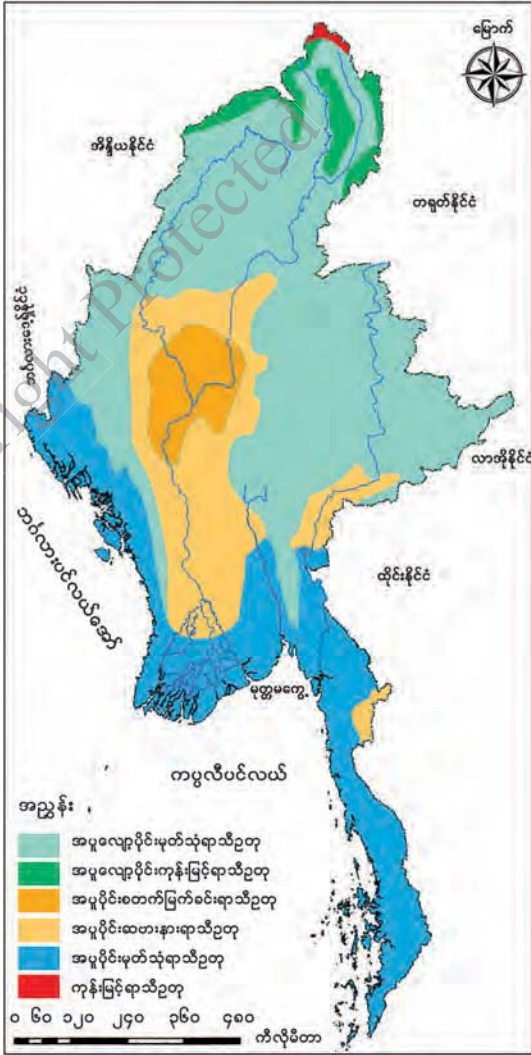 မြောက်
အိန္ဒိယနိုင်ငံ
တရုတ်နိုင်ငံ
ဘင်္ဂလားဒေ့ရှ်နိုင်ငံ
လာအိုနိုင်ငံ
ဘင်္ဂလားပင်လယ်အော်
ထိုင်းနိုင်ငံ
မုတ္တမကွေ့
ကပ္ပလီပင်လယ်
အညွှန်း
အပူလျော့ပိုင်းမုတ်သုံရာသီဥတု
အပူလျော့ပိုင်းကုန်းမြင့်ရာသီဥတု
အပူပိုင်းစတက်မြက်ခင်းရာသီဥတု
အပူပိုင်းဆဗားနားရာသီဥတု
အပူပိုင်းမုတ်သုံရာသီဥတု
ကုန်းမြင့်ရာသီဥတု
၀ ၆၀ ၁၂၀ ၂၄၀ ၃၆၀ ၄၈၀
ကီလိုမီတာ
right Protected